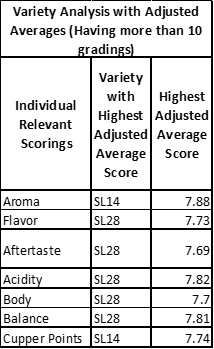 Variety Analysis with Adjusted
Averages (Having more than 10
gradings)
Individual
Relevant
Scorings
Variety
with
Highest
Adjusted
Average
Score
Highest
Adjusted
Average
Score
Aroma SL14 7.88
Flavor SL28 7.73
Aftertaste SL28 7.69
Acidity SL28 7.82
Body SL28 7.7
Balance SL28 7.81
Cupper Points SL14 7.74